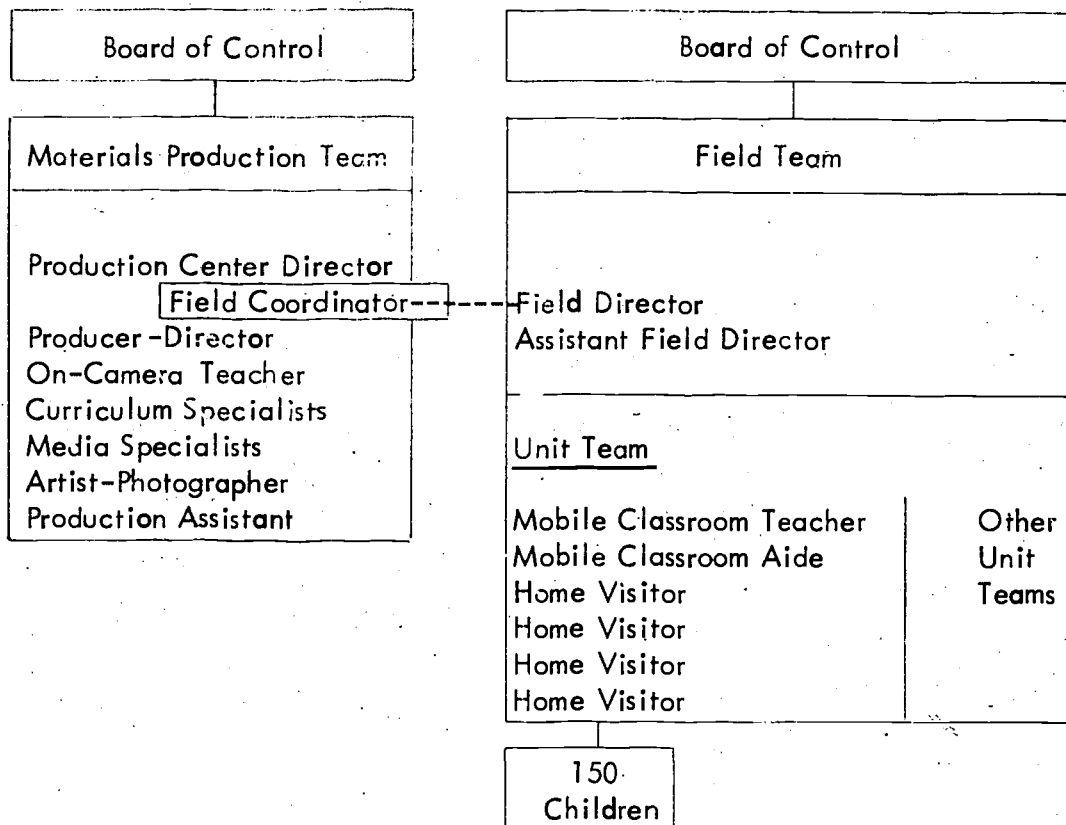 Board of Control
Materials Production Team
Production Center Director
Field Coordinator
Producer-Director
On-Camera Teacher
Curriculum Specialists
Media Specialists
Artist-Photographer
Production Assistant
Board of Control
Field Team
Field Director
Assistant Field Director
Unit Team
Mobile Classroom Teacher
Mobile Classroom Aide
Home Visitor
Home Visitor
Home Visitor
Home Visitor
Other
Unit
Teams
150
Children